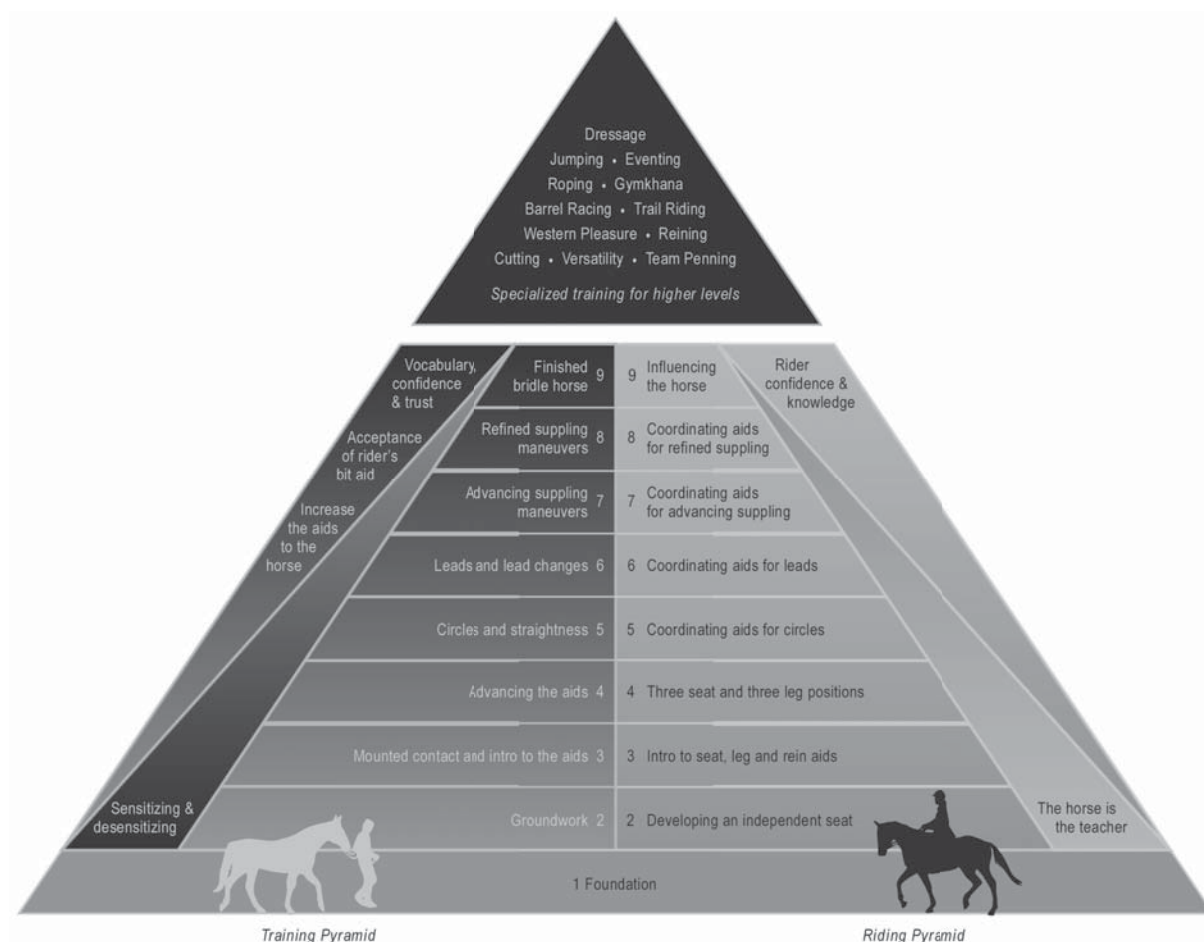 Dressage
Jumping • Eventing
Roping • Gymkhana
Barrel Racing • Trail Riding
Western Pleasure • Reining
Cutting • Versatility • Team Penning
Specialized training for higher levels
Vocabulary,
confidence
& trust
Acceptance
of rider's
bit aid
Increase
the aids
to the
horse
Sensitizing &
desensitizing
Finished
bridle horse 9
Refined suppling
maneuvers 8
Advancing suppling
maneuvers 7
Leads and lead changes 6
Circles and straightness 5
Advancing the aids 4
Mounted contact and intro to the aids 3
Groundwork 2
9 Influencing
the horse
8 Coordinating aids
for refined suppling
7 Coordinating aids
for advancing suppling
6 Coordinating aids for leads
5 Coordinating aids for circles
4 Three seat and three leg positions
3 Intro to seat, leg and rein aids
2 Developing an independent seat
Rider
confidence &
knowledge
The horse is
the teacher
1 Foundation
Training Pyramid
Riding Pyramid